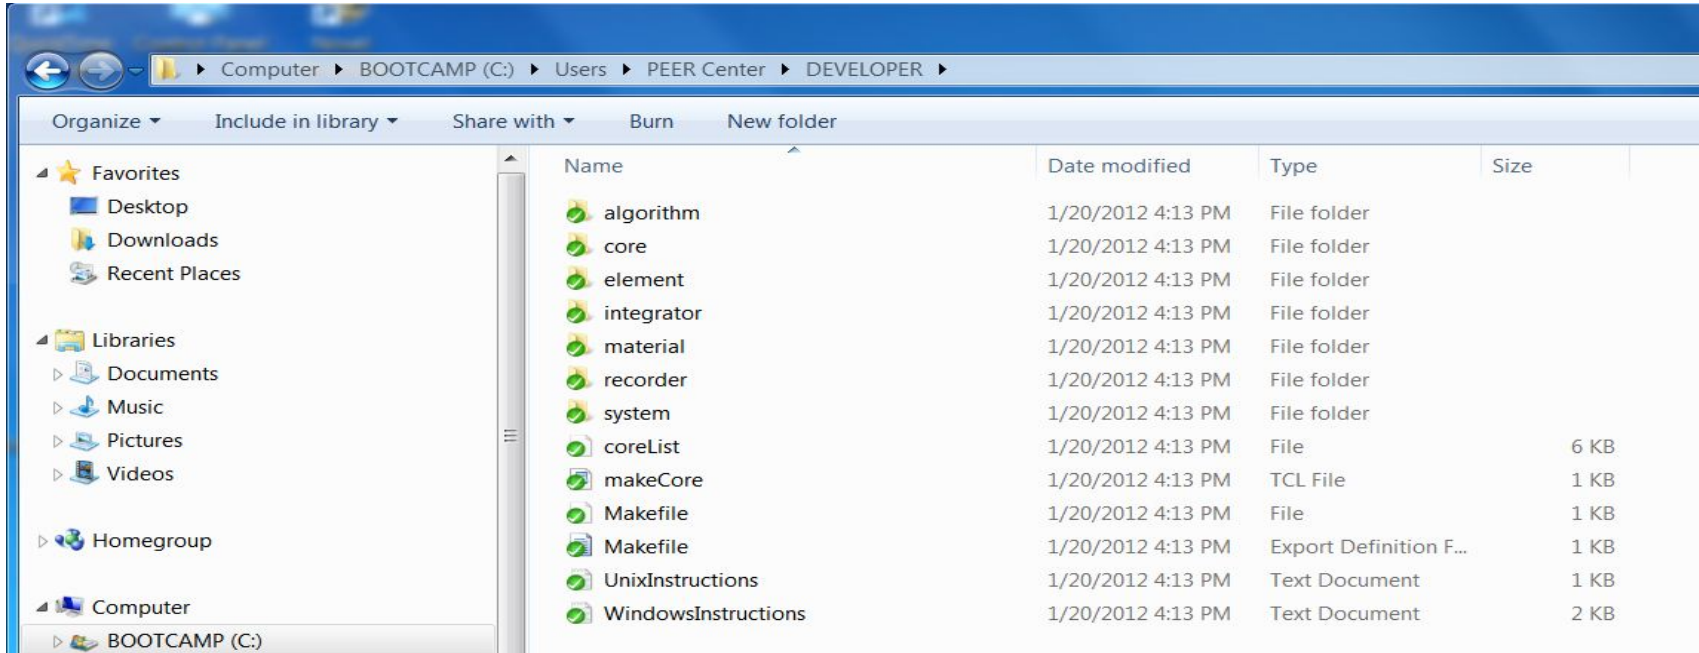 Computer BOOTCAMP (C:) Users PEER Center DEVELOPER
Organize Include in library Share with Burn New folder
Favorites
Desktop
Downloads
Recent Places
Libraries
Documents
Music
Pictures
Videos
Homegroup
Computer
BOOTCAMP (C:)
Name Date modified Type Size
algorithm 1/20/2012 4:13 PM File folder
core 1/20/2012 4:13 PM File folder
element 1/20/2012 4:13 PM File folder
integrator 1/20/2012 4:13 PM File folder
material 1/20/2012 4:13 PM File folder
recorder 1/20/2012 4:13 PM File folder
system 1/20/2012 4:13 PM File folder
coreList 1/20/2012 4:13 PM File 6 KB
makeCore 1/20/2012 4:13 PM TCL File 1 KB
Makefile 1/20/2012 4:13 PM File 1 KB
Makefile 1/20/2012 4:13 PM Export Definition F... 1 KB
UnixInstructions 1/20/2012 4:13 PM Text Document 1 KB
WindowsInstructions 1/20/2012 4:13 PM Text Document 2 KB